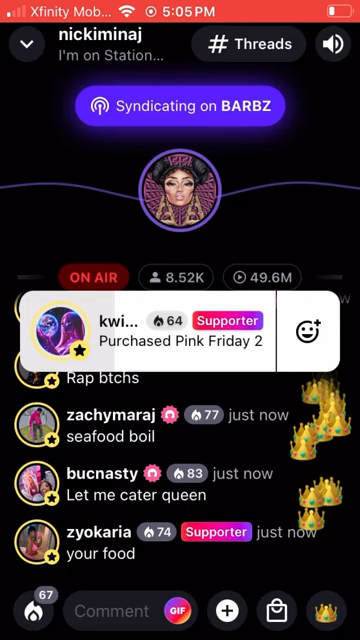 Xfinity Mob... 5:05PM
nickiminaj
I'm on Station...
Threads
Syndicating on BARBZ
ON AIR 8.52K 49.6M
kwi... 64 Supporter
Purchased Pink Friday 2
Rap btchs
zachymaraj 77 just now
seafood boil
bucnasty 83 just now
Let me cater queen
zyokaria 74 Supporter just now
your food
67
Comment GIF